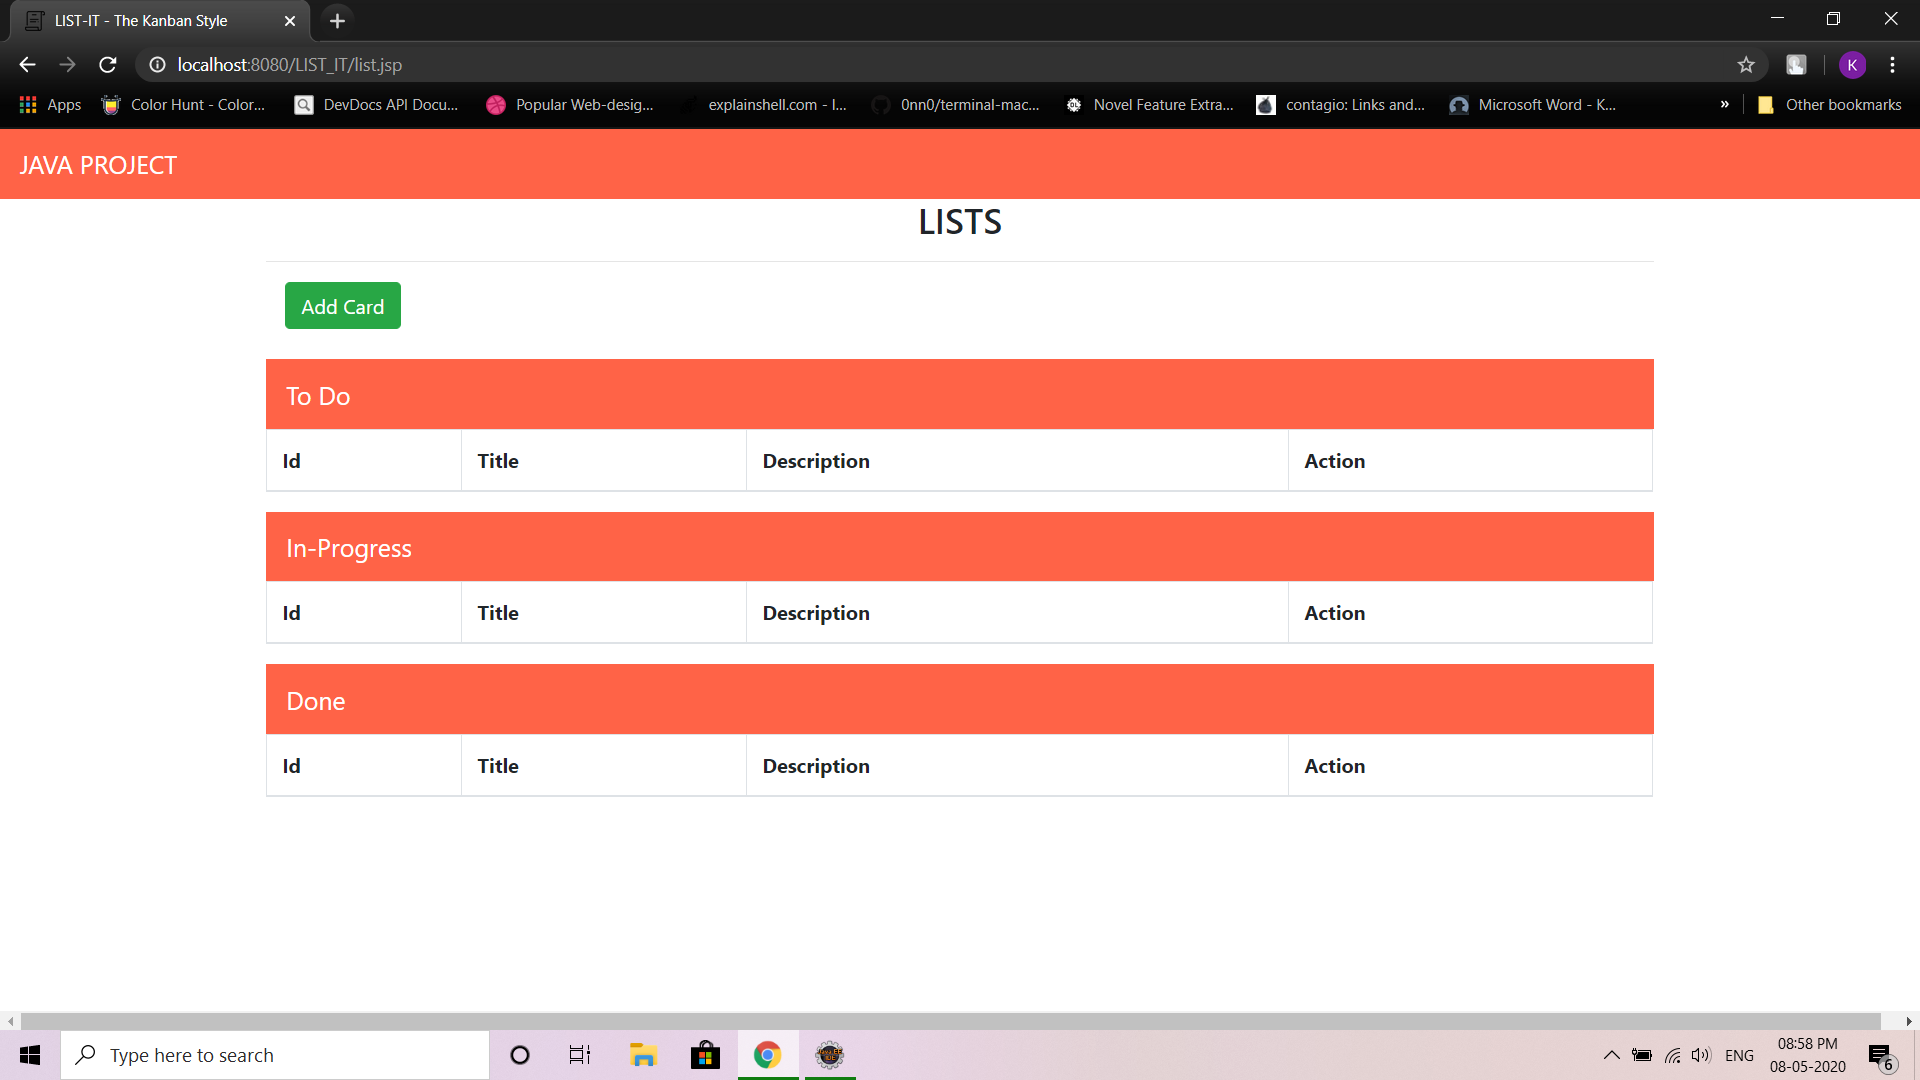 LIST-IT - The Kanban Style
localhost:8080/LIST_IT/list.jsp
K
Apps Color Hunt - Color... DevDocs API Docu... Popular Web-desig... explainshell.com - I... 0nn0/terminal-mac... Novel Feature Extra... contagio: Links and... Microsoft Word - K... » Other bookmarks
JAVA PROJECT
LISTS
Add Card
To Do
Id Title Description Action
In-Progress
Id Title Description Action
Done
Id Title Description Action
Type here to search
ENG
08:58 PM
08-05-2020
6